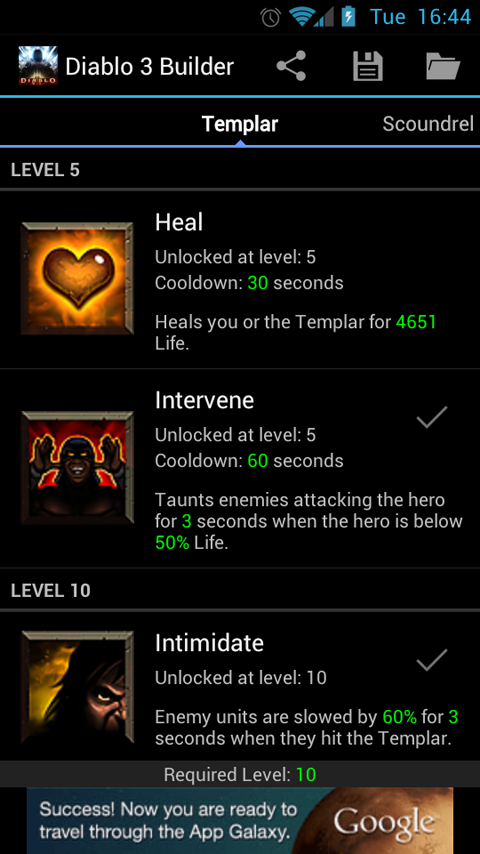 Tue 16:44
Diablo 3 Builder
Templar
Scoundrel
LEVEL 5
Heal
Unlocked at level: 5
Cooldown: 30 seconds
Heals you or the Templar for 4651
Life.
Intervene
Unlocked at level: 5
Cooldown: 60 seconds
Taunts enemies attacking the hero
for 3 seconds when the hero is below
50% Life.
LEVEL 10
Intimidate
Unlocked at level: 10
Enemy units are slowed by 60% for 3
seconds when they hit the Templar.
Required Level: 10
Success! Now you are ready to
travel through the App Galaxy.
Google